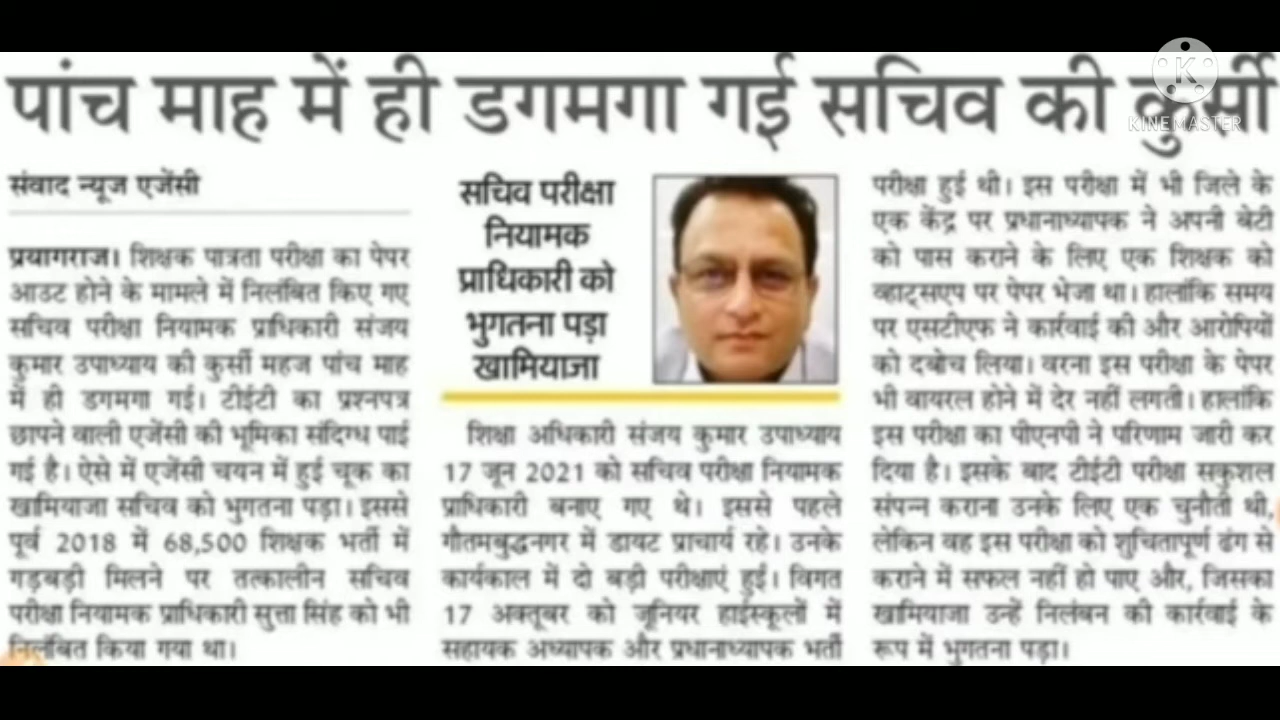 पांच माह में ही डगमगा गई सचिव की कुर्सी
KINEMASTER
संवाद न्यूज एजेंसी
प्रयागराज। शिक्षक पात्रता परीक्षा का पेपर
आउट होने के मामले में निलंबित किए गए
सचिव परीक्षा नियामक प्राधिकारी संजय
कुमार उपाध्याय की कुर्सी महज पांच माह
में ही डगमगा गई। टीईटी का प्रश्नपत्र
छापने वाली एजेंसी की भूमिका संदिग्ध पाई
गई है। ऐसे में एजेंसी चयन में हुई चूक का
खामियाजा सचिव को भुगतना पड़ा। इससे
पूर्व 2018 में 68,500 शिक्षक भर्ती में
गड़बड़ी मिलने पर तत्कालीन सचिव
परीक्षा नियामक प्राधिकारी सुत्ता सिंह को भी
निलंबित किया गया था।
सचिव परीक्षा
नियामक
प्राधिकारी को
भुगतना पड़ा
खामियाजा
शिक्षा अधिकारी संजय कुमार उपाध्याय
17 जून 2021 को सचिव परीक्षा नियामक
प्राधिकारी बनाए गए थे। इससे पहले
गौतमबुद्धनगर में डायट प्राचार्य रहे। उनके
कार्यकाल में दो बड़ी परीक्षाएं हुईं। विगत
17 अक्तूबर को जूनियर हाईस्कूलों में
सहायक अध्यापक और प्रधानाध्यापक भर्ती
परीक्षा हुई थी। इस परीक्षा में भी जिले के
एक केंद्र पर प्रधानाध्यापक ने अपनी बेटी
को पास कराने के लिए एक शिक्षक को
व्हाट्सएप पर पेपर भेजा था। हालांकि समय
पर एसटीएफ ने कार्रवाई की और आरोपियों
को दबोच लिया। वरना इस परीक्षा के पेपर
भी वायरल होने में देर नहीं लगती। हालांकि
इस परीक्षा का पीएनपी ने परिणाम जारी कर
दिया है। इसके बाद टीईटी परीक्षा सकुशल
संपन्न कराना उनके लिए एक चुनौती थी,
लेकिन वह इस परीक्षा को शुचितापूर्ण ढंग से
कराने में सफल नहीं हो पाए और, जिसका
खामियाजा उन्हें निलंबन की कार्रवाई के
रूप में भुगतना पड़ा।